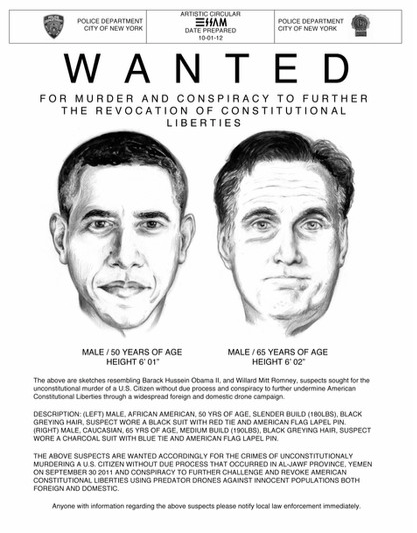 POLICE DEPARTMENT
CITY OF NEW YORK
ARTISTIC CIRCULAR
ESSAM
DATE PREPARED
10-01-12
POLICE DEPARTMENT
CITY OF NEW YORK
WANTED
FOR MURDER AND CONSPIRACY TO FURTHER
THE REVOCATION OF CONSTITUTIONAL
LIBERTIES
MALE / 50 YEARS OF AGE
HEIGHT 6' 01"
MALE / 65 YEARS OF AGE
HEIGHT 6' 02"
The above are sketches resembling Barack Hussein Obama II, and Willard Mitt Romney, suspects sought for the
unconstitutional murder of a U.S. Citizen without due process and conspiracy to further undermine American
Constitutional Liberties through a widespread foreign and domestic drone campaign.
DESCRIPTION: (LEFT) MALE, AFRICAN AMERICAN, 50 YRS OF AGE, SLENDER BUILD (180LBS), BLACK
GREYING HAIR, SUSPECT WORE A BLACK SUIT WITH RED TIE AND AMERICAN FLAG LAPEL PIN.
(RIGHT) MALE, CAUCASIAN, 65 YRS OF AGE, MEDIUM BUILD (190LBS), BLACK GREYING HAIR, SUSPECT
WORE A CHARCOAL SUIT WITH BLUE TIE AND AMERICAN FLAG LAPEL PIN.
THE ABOVE SUSPECTS ARE WANTED ACCORDINGLY FOR THE CRIMES OF UNCONSTITUTIONALY
MURDERING A U.S. CITIZEN WITHOUT DUE PROCESS THAT OCCURRED IN AL-JAWF PROVINCE, YEMEN
ON SEPTEMBER 30 2011 AND CONSPIRACY TO FURTHER CHALLENGE AND REVOKE AMERICAN
CONSTITUTIONAL LIBERTIES USING PREDATOR DRONES AGAINST INNOCENT POPULATIONS BOTH
FOREIGN AND DOMESTIC.
Anyone with information regarding the above suspects please notify local law enforcement immediately.